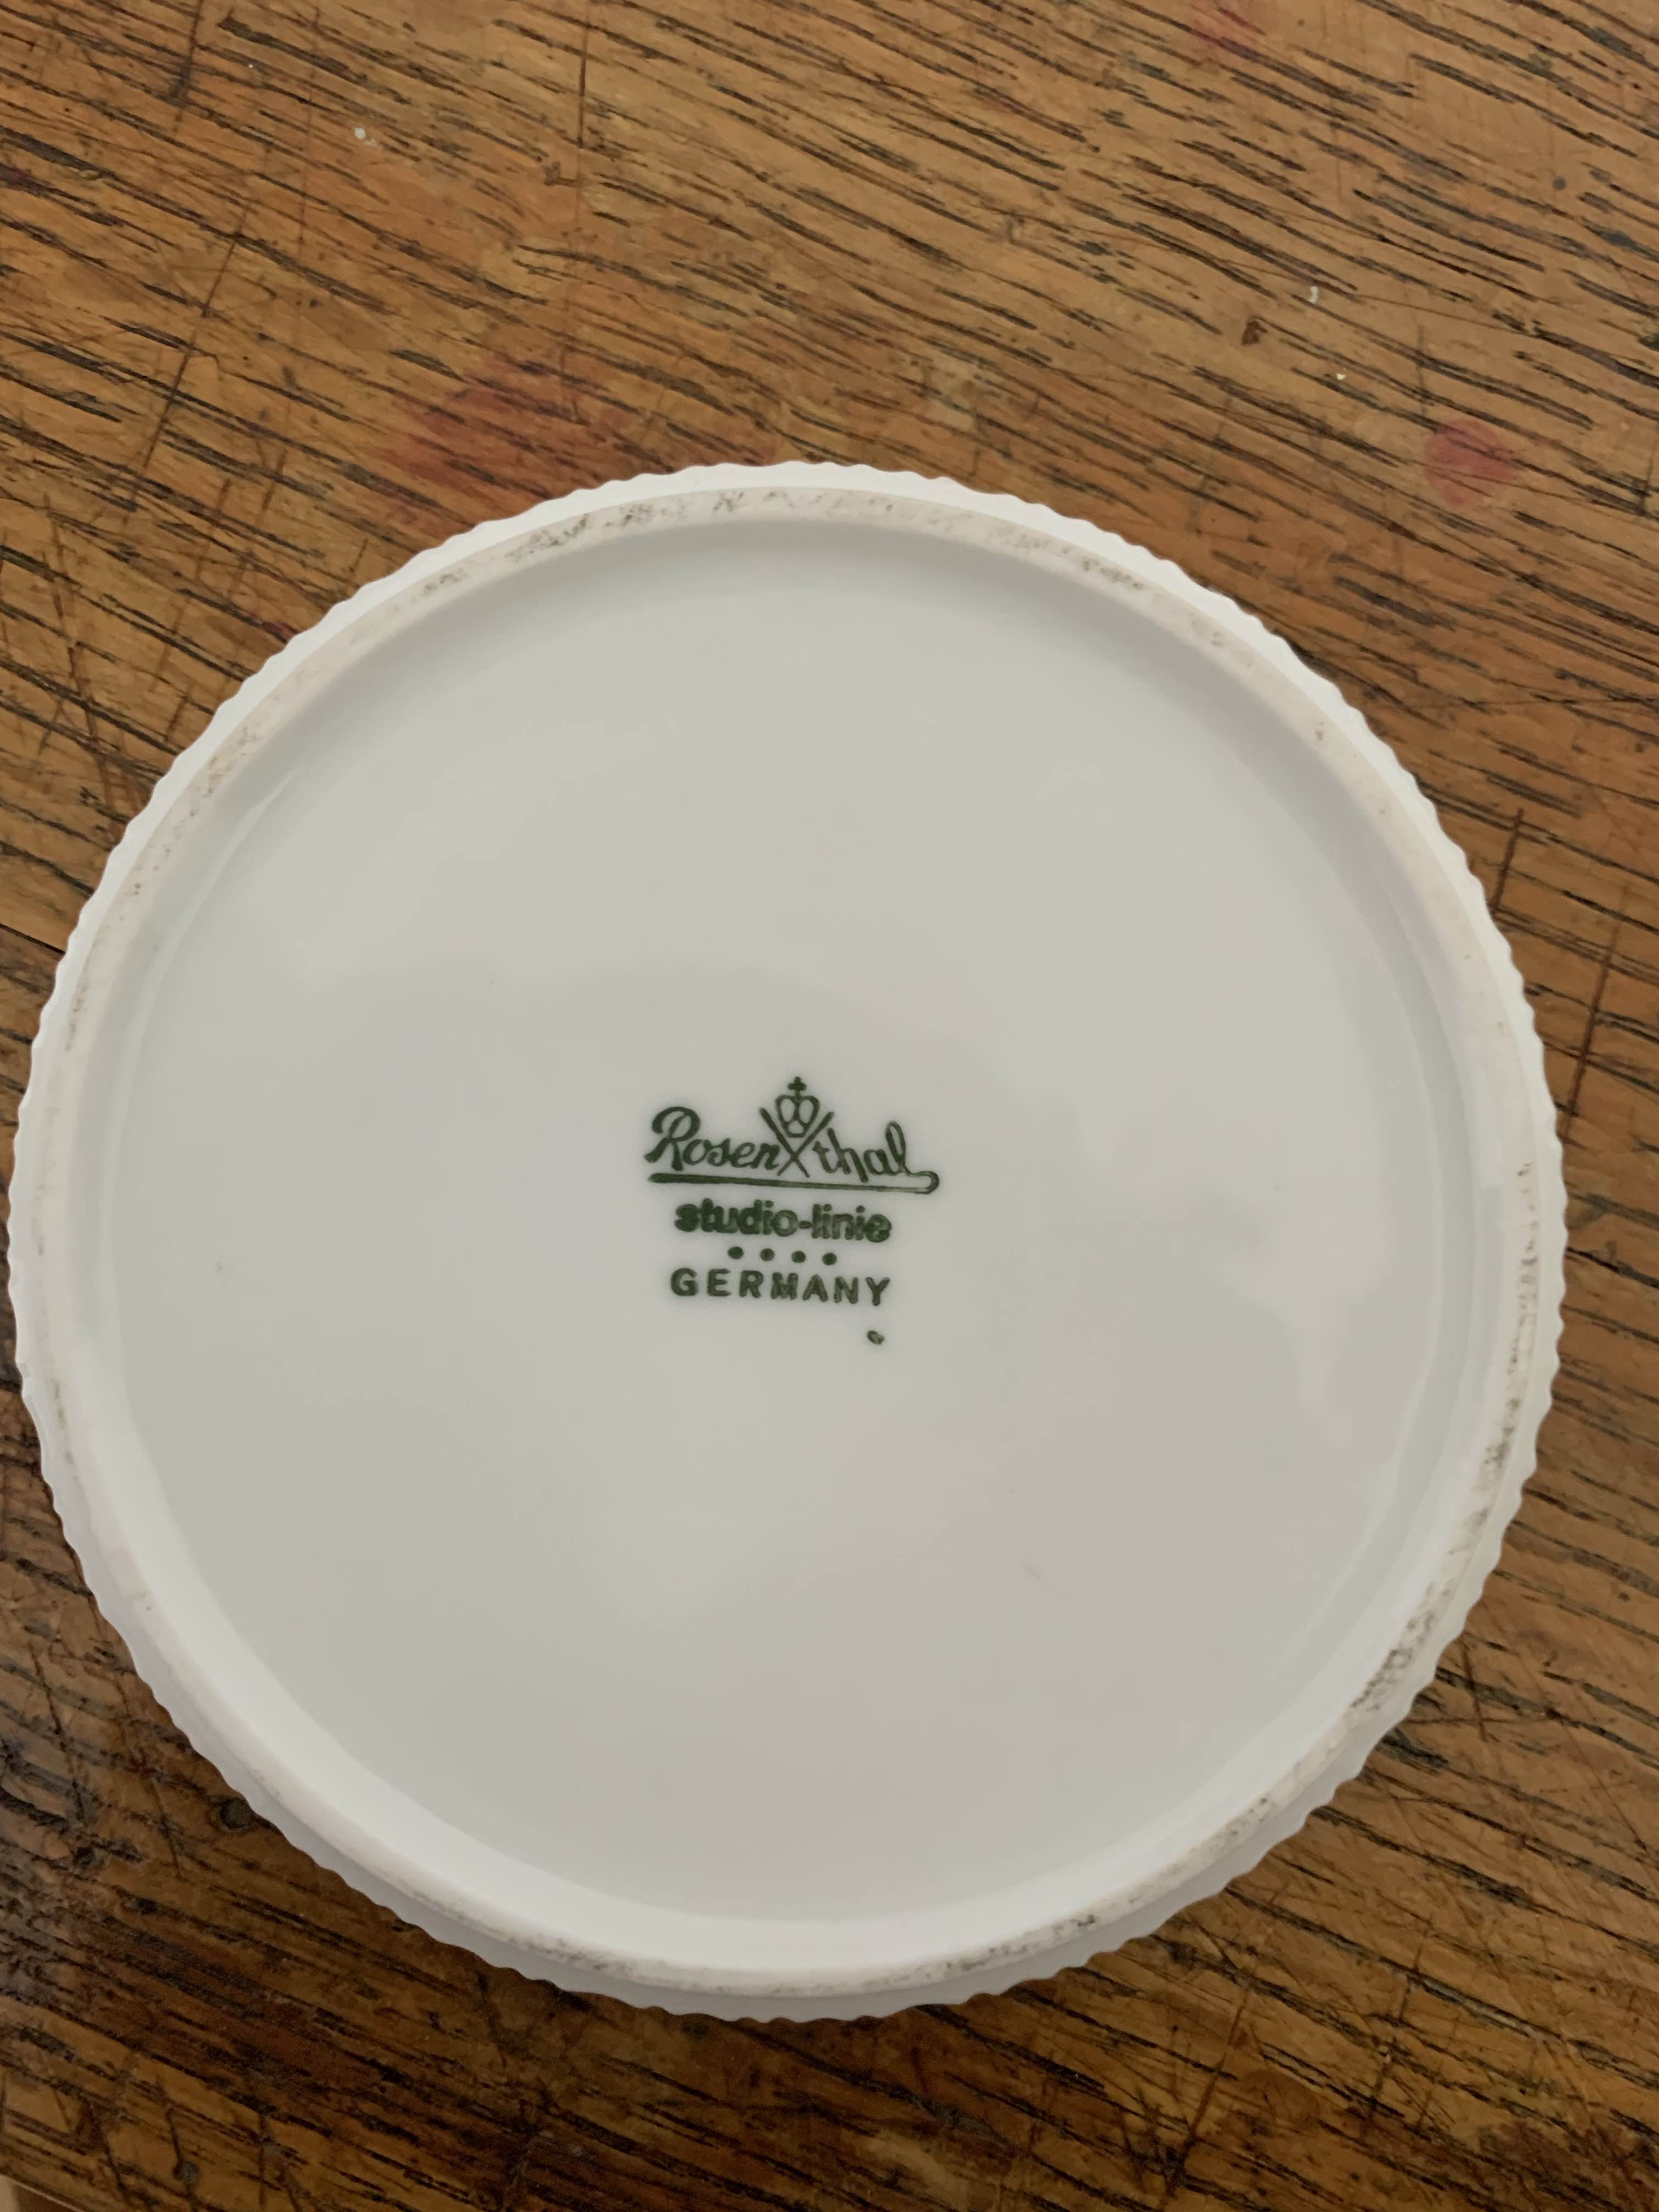 Rosenthal
studio-linie
GERMANY